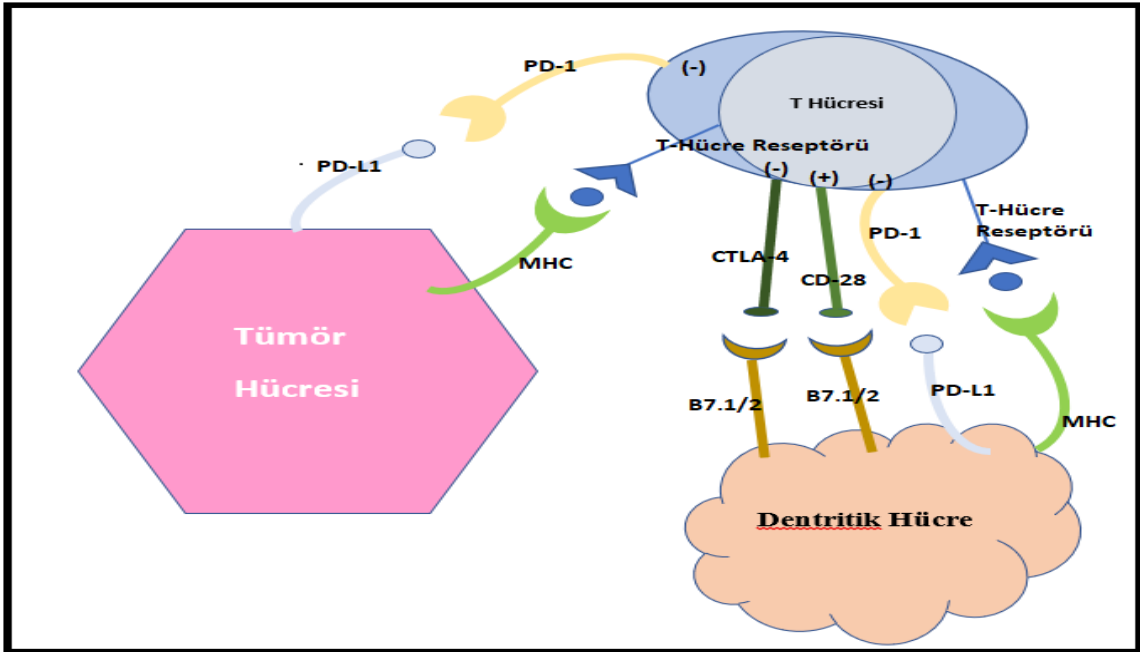 PD-1
(-)
T Hücresi
T-Hücre Reseptörü
PD-L1
(-)
(+)
(-)
T-Hücre
Reseptörü
PD-1
CTLA-4
MHC
CD-28
Tümör
Hücresi
B7.1/2
B7.1/2
PD-L1
MHC
Dentritik Hücre